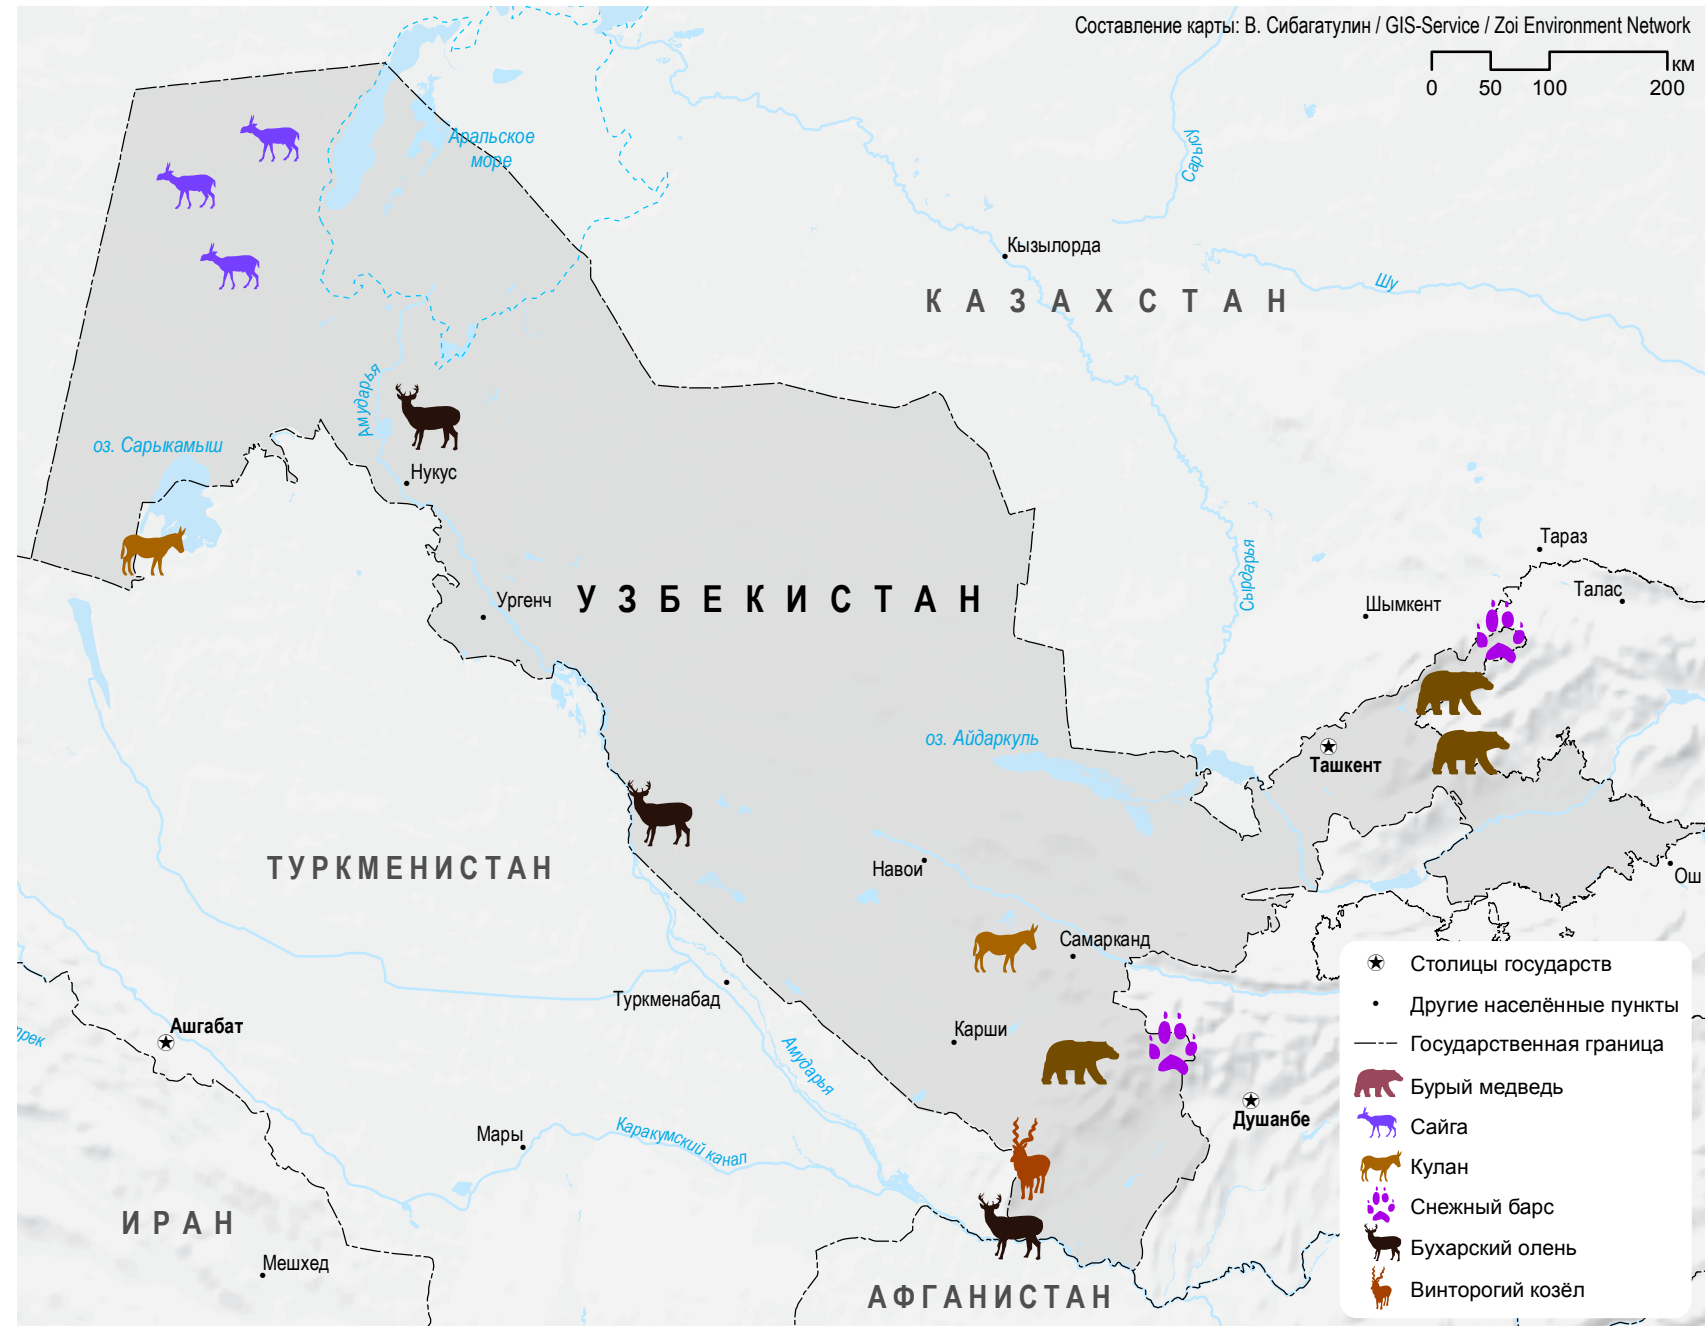 Составление карты: В. Сибагатулин / GIS-Service / Zoi Environment Network
км
0 50 100 200
Аральское
море
Сарысу
Кызылорда
Шу
КАЗАХСТАН
Амударья
оз. Сарыкамыш
Нукус
Тараз
Сырдарья
Талас
Ургенч
УЗБЕКИСТАН
Шымкент
оз. Айдаркуль
Ташкент
ТУРКМЕНИСТАН
Навои
Ош
Самарканд
Туркменабад
Ашгабат
Карши
Амударья
Душанбе
Мары
Каракумский канал
ИРАН
Мешхед
АФГАНИСТАН
Столицы государств
Другие населённые пункты
Государственная граница
Бурый медведь
Сайга
Кулан
Снежный барс
Бухарский олень
Винторогий козёл